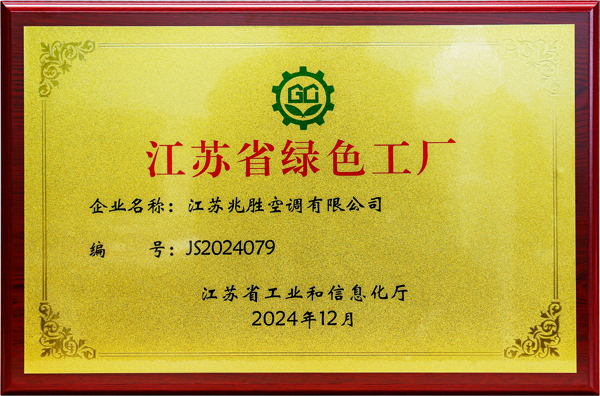 GC
江苏省绿色工厂
企业名称：江苏兆胜空调有限公司
编 号：JS2024079
江苏省工业和信息化厅
2024年12月